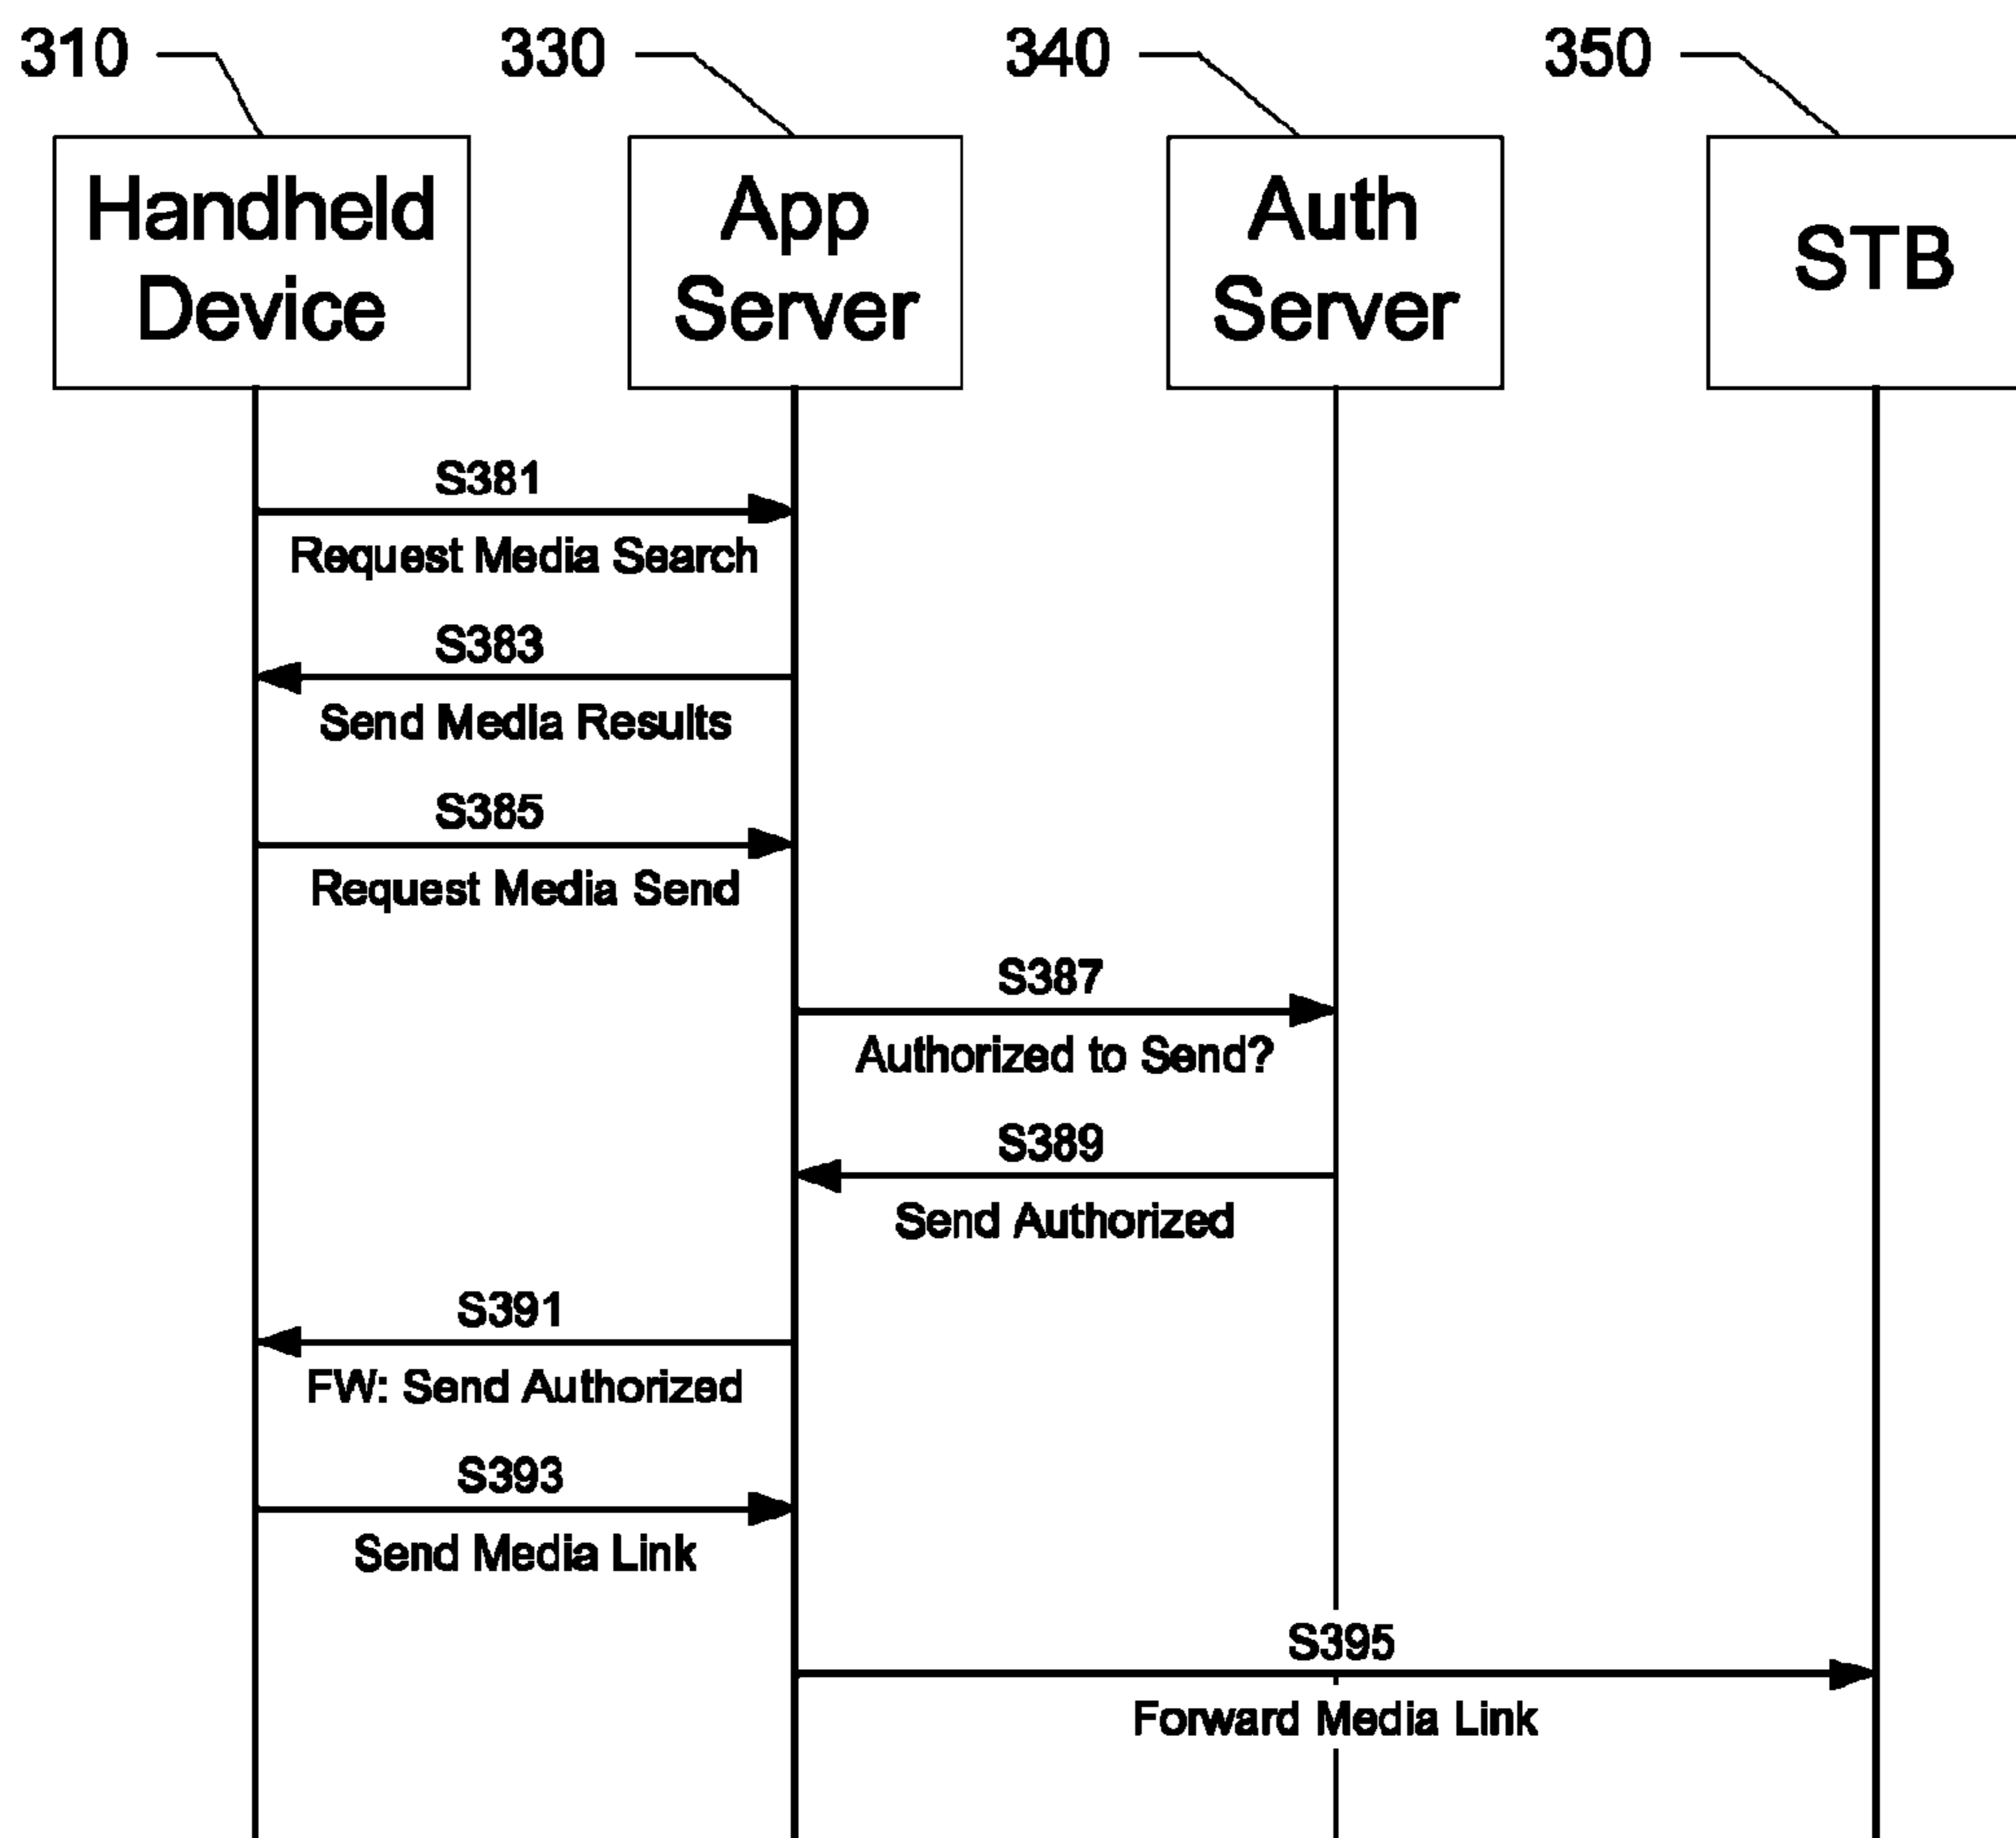 310
330
340
350
Handheld
Device
App
Server
Auth
Server
STB
S381
Request Media Search
S383
Send Media Results
S385
Request Media Send
S387
Authorized to Send?
S389
Send Authorized
S391
FW: Send Authorized
S393
Send Media Link
S395
Forward Media Link